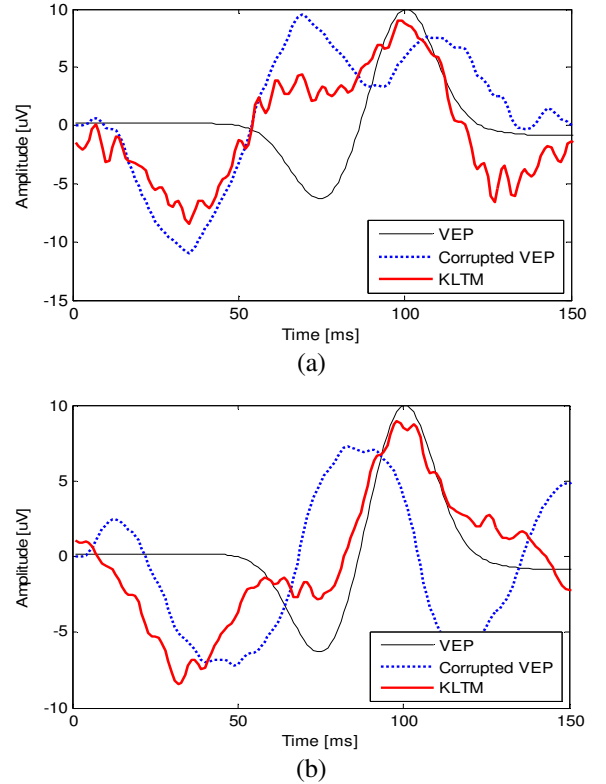 10
5
0
-5
-10
-15
Amplitude [uV]
0
50
100
150
Time [ms]
VEP
Corrupted VEP
KLTM
(a)
10
5
0
-5
-10
Amplitude [uV]
0
50
100
150
Time [ms]
VEP
Corrupted VEP
KLTM
(b)